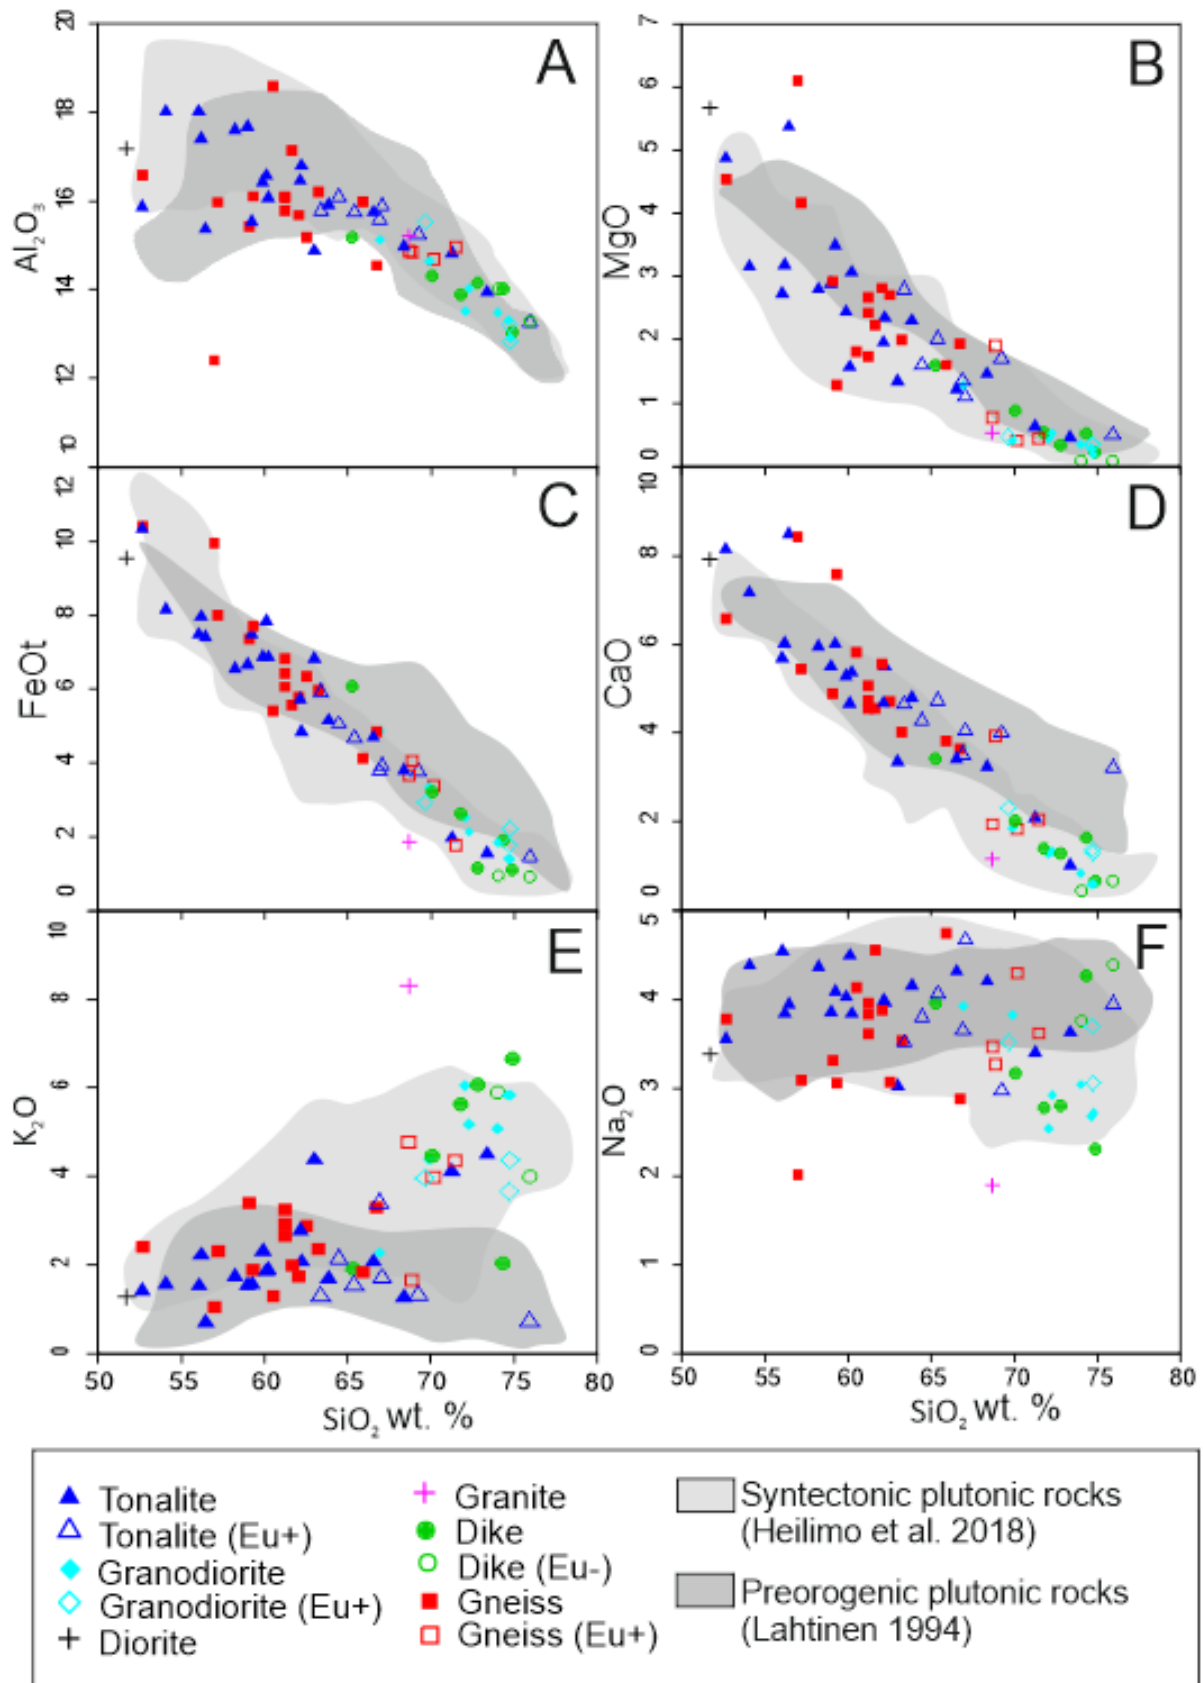 A
Al₂O₃
20
18
16
14
12
10
B
MgO
7
6
5
4
3
2
1
0
C
FeOt
12
10
8
6
4
2
0
D
CaO
10
8
6
4
2
0
E
K₂O
10
8
6
4
2
0
50 55 60 65 70 75 80
SiO₂ wt. %
F
Na₂O
5
4
3
2
1
0
50 55 60 65 70 75 80
SiO₂ wt. %
Tonalite
Tonalite (Eu+)
Granodiorite
Granodiorite (Eu+)
Diorite
Granite
Dike
Dike (Eu-)
Gneiss
Gneiss (Eu+)
Syntectonic plutonic rocks
(Heilimo et al. 2018)
Preorogenic plutonic rocks
(Lahtinen 1994)